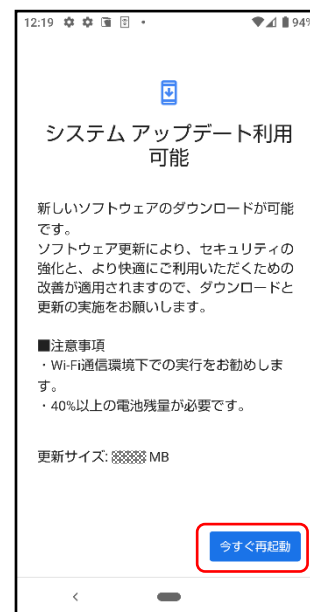 12:19 94%
システム アップデート利用
可能
新しいソフトウェアのダウンロードが可能
です。
ソフトウェア更新により、セキュリティの
強化と、より快適にご利用いただくための
改善が適用されますので、ダウンロードと
更新の実施をお願いします。
■注意事項
・Wi-Fi通信環境下での実行をお勧めしま
す。
・40%以上の電池残量が必要です。
更新サイズ: MB
今すぐ再起動